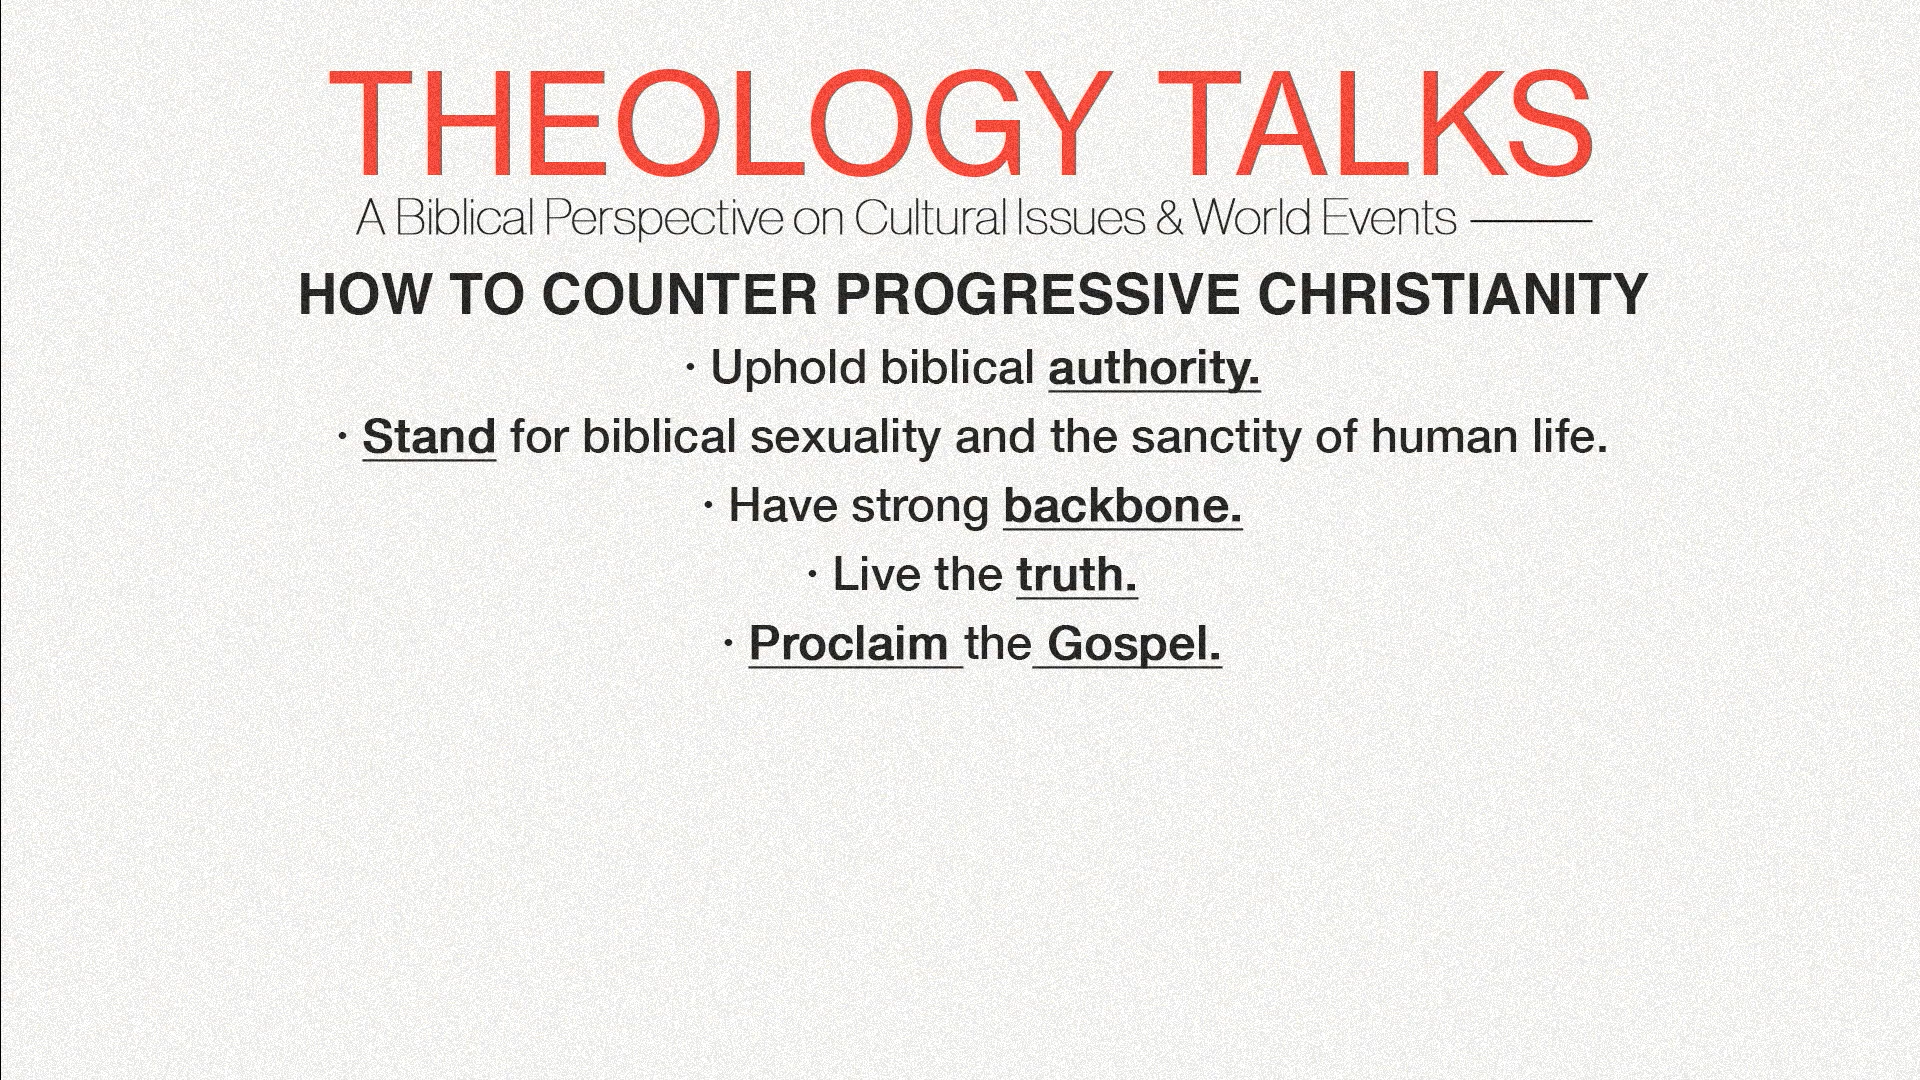 THEOLOGY TALKS
A Biblical Perspective on Cultural Issues & World Events
HOW TO COUNTER PROGRESSIVE CHRISTIANITY
· Uphold biblical authority.
· Stand for biblical sexuality and the sanctity of human life.
· Have strong backbone.
· Live the truth.
· Proclaim the Gospel.